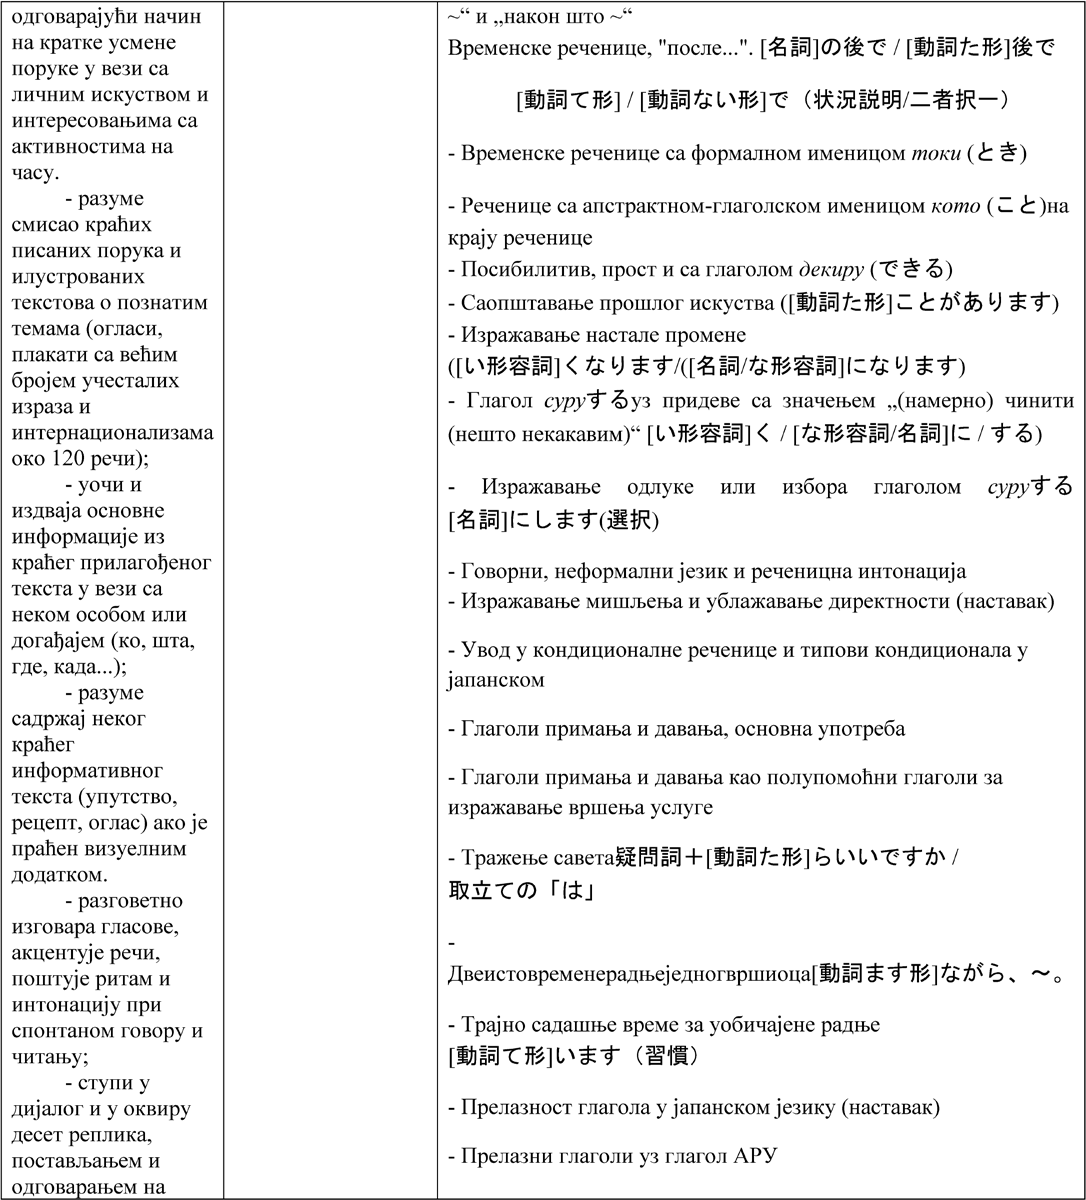 одговарајући начин
на кратке усмене
поруке у вези са
личним искуством и
интересовањима са
активностима на
часу.
- разуме
смисао краћих
писаних порука и
илустрованих
текстова о познатим
темама (огласи,
плакати са већим
бројем учесталих
израза и
интернационализама
око 120 речи);
- уочи и
издваја основне
информације из
краћег прилагођеног
текста у вези са
неком особом или
догађајем (ко, шта,
где, када...);
- разуме
садржај неког
краћег
информативног
текста (упутство,
рецепт, оглас) ако је
праћен визуелним
додатком.
- разговетно
изговара гласове,
акцентује речи,
поштује ритам и
интонацију при
спонтаном говору и
читању;
- ступи у
дијалог и у оквиру
десет реплика,
постављањем и
одговарањем на
~“ и „након што ~“
Временске реченице, "после...". [名詞]の後で / [動詞た形]後で
[動詞て形] / [動詞ない形]で（状況説明/二者択一）
- Временске реченице са формалном именицом токи (とき)
- Реченице са апстрактном-глаголском именицом кото (こと)на
крају реченице
- Посибилитив, прост и са глаголом декиру (できる)
- Саопштавање прошлог искуства ([動詞た形]ことがあります)
- Изражавање настале промене
([い形容詞]くなります/([名詞/な形容詞]になります)
- Глагол суруするуз придеве са значењем „(намерно) чинити
(нешто некакавим)“ [い形容詞]く / [な形容詞/名詞]に / する)
- Изражавање одлуке или избора глаголом суруする
[名詞]にします(選択)
- Говорни, неформални језик и реченична интонација
- Изражавање мишљења и ублажавање директности (наставак)
- Увод у кондиционалне реченице и типови кондиционала у
јапанском
- Глаголи примања и давања, основна употреба
- Глаголи примања и давања као полупомоћни глаголи за
изражавање вршења услуге
- Тражење савета疑問詞＋[動詞た形]らいいですか /
取立ての「は」
-
Двеистовременерадњеједногвршиоца[動詞ます形]ながら、～。
- Трајно садашње време за уобичајене радње
[動詞て形]います（習慣）
- Прелазност глагола у јапанском језику (наставак)
- Прелазни глаголи уз глагол АРУ